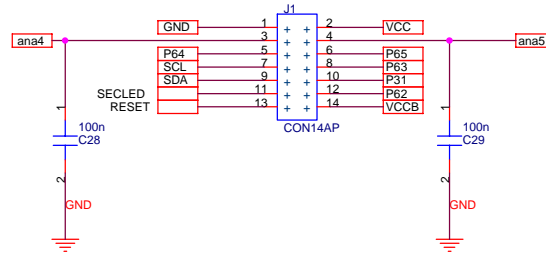 J1
GND 1 2 VCC
ana4 3 4 ana5
P64 5 6 P65
SCL 7 8 P63
SDA 9 10 P31
SECLED 11 12 P62
RESET 13 14 VCCB
CON14AP
1 1
100n 100n
C28 C29
2 2
GND GND